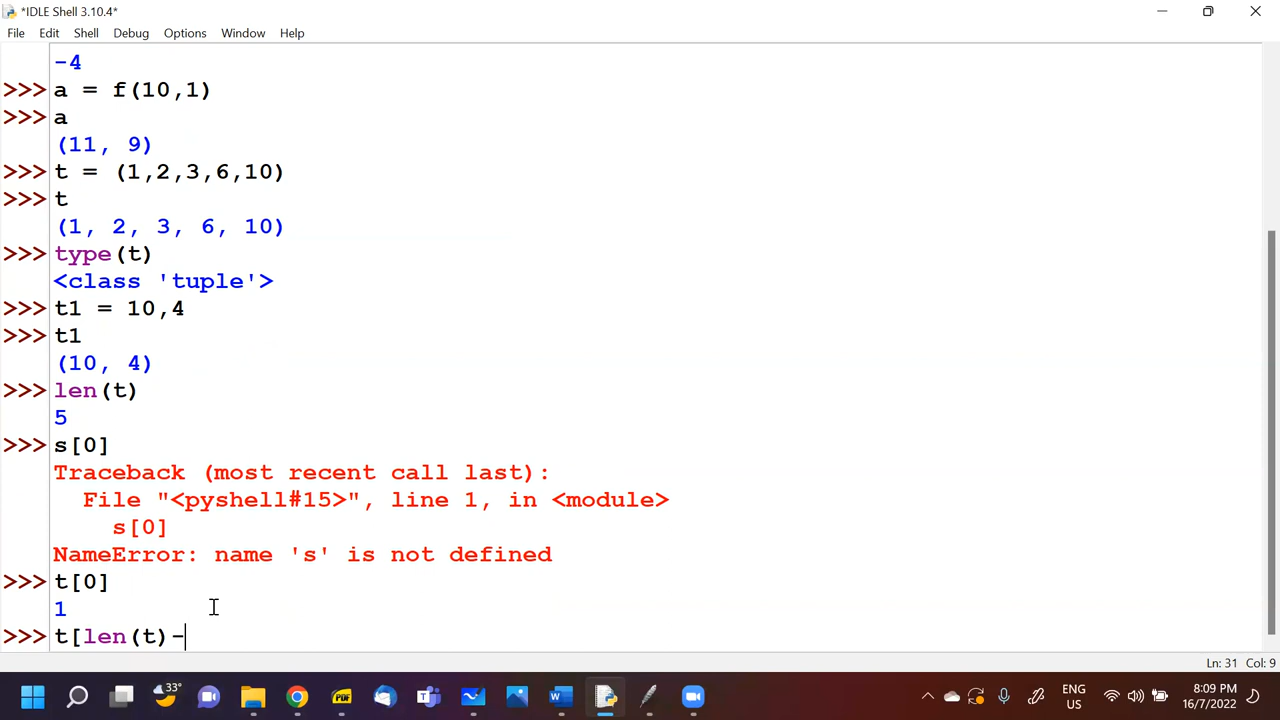 *IDLE Shell 3.10.4*
File Edit Shell Debug Options Window Help
-4
>>> a = f(10,1)
>>> a
(11, 9)
>>> t = (1,2,3,6,10)
>>> t
(1, 2, 3, 6, 10)
>>> type(t)
<class 'tuple'>
>>> t1 = 10,4
>>> t1
(10, 4)
>>> len(t)
5
>>> s[0]
Traceback (most recent call last):
  File "<pyshell#15>", line 1, in <module>
    s[0]
NameError: name 's' is not defined
>>> t[0]
1
>>> t[len(t)-
Ln: 31 Col: 9
33°
PDF
W
ENG
US
8:09 PM
16/7/2022